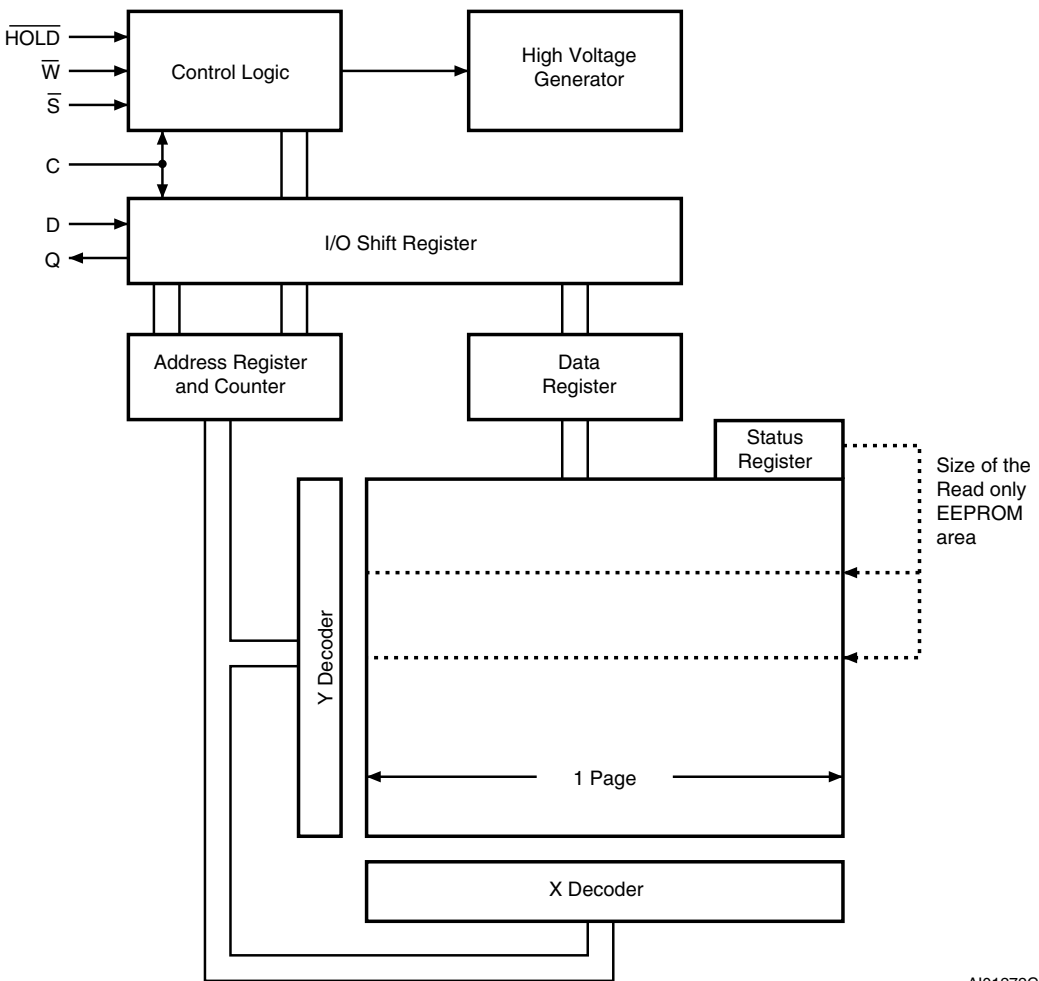 HOLD
W
S
C
D
Q
Control Logic
High Voltage
Generator
I/O Shift Register
Address Register
and Counter
Data
Register
Status
Register
Size of the
Read only
EEPROM
area
Y Decoder
1 Page
X Decoder